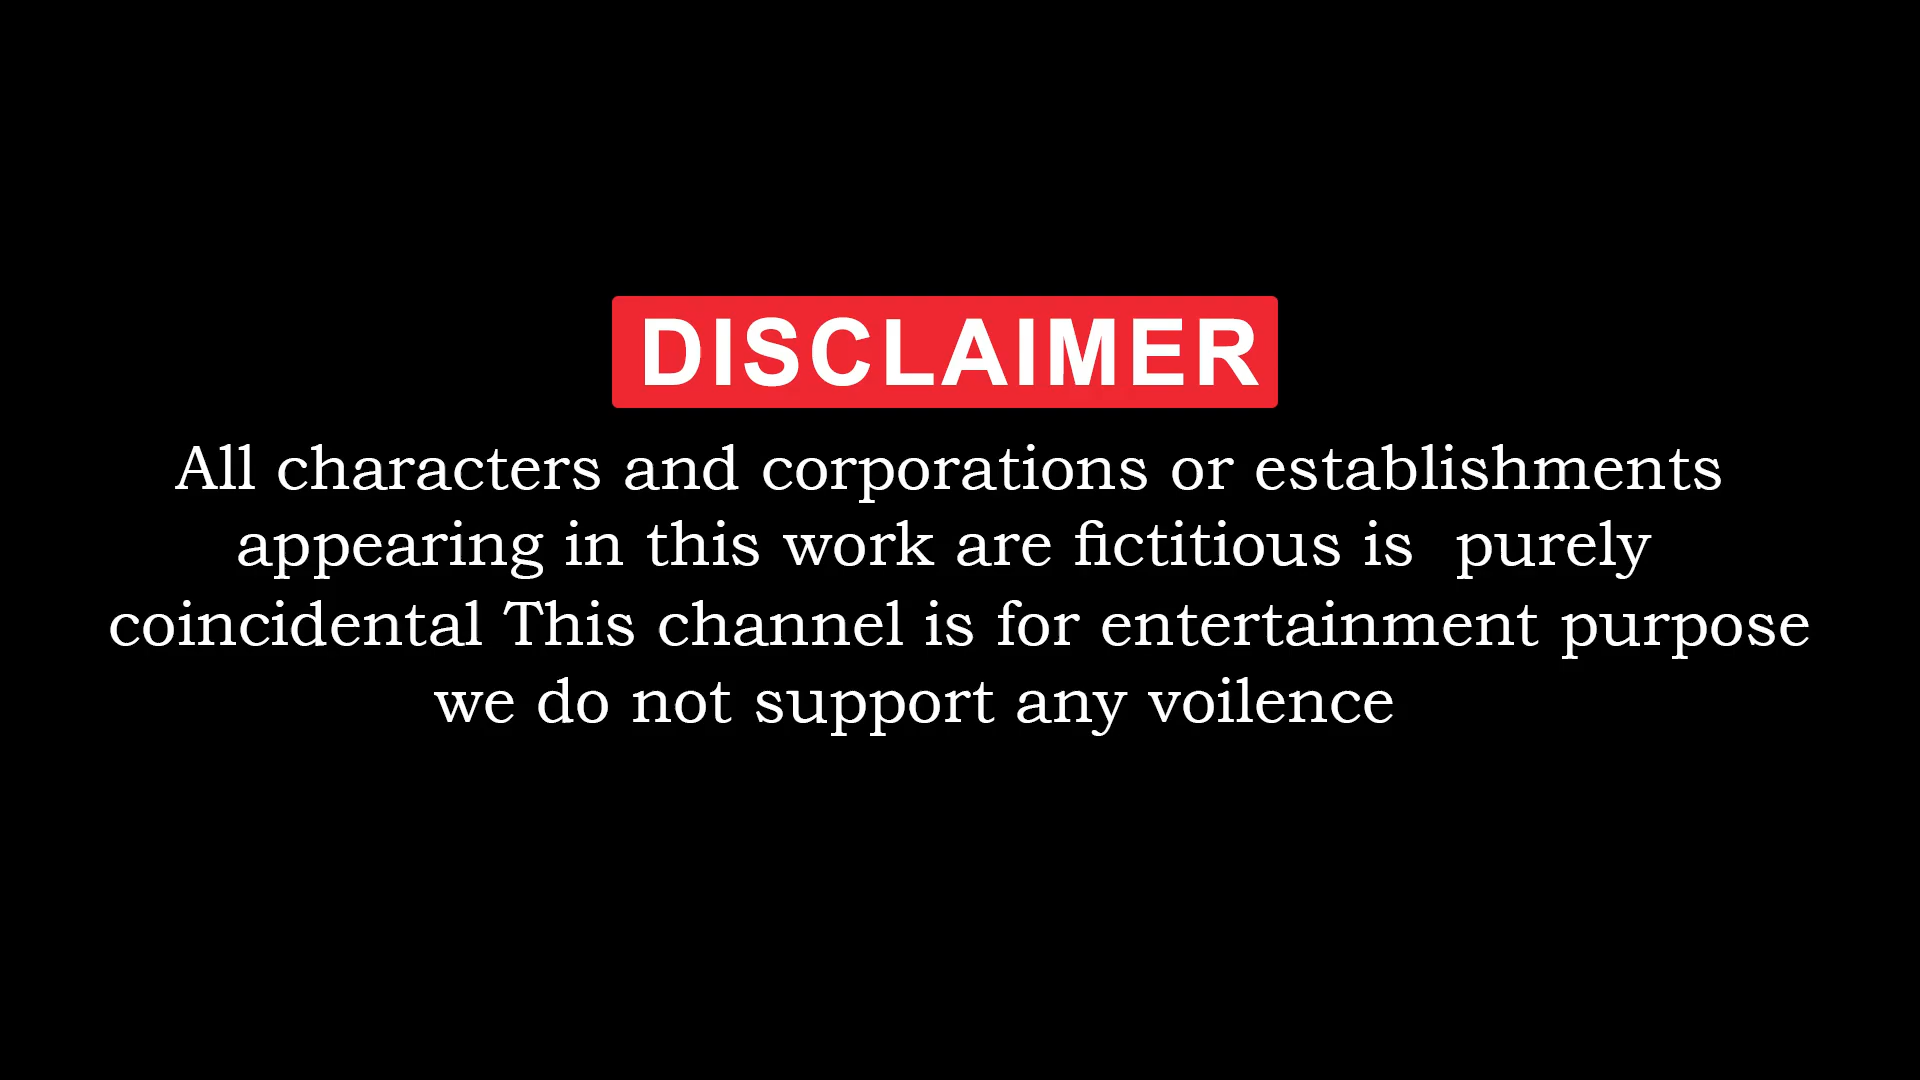 DISCLAIMER
All characters and corporations or establishments
appearing in this work are fictitious is  purely
coincidental This channel is for entertainment purpose
we do not support any voilence